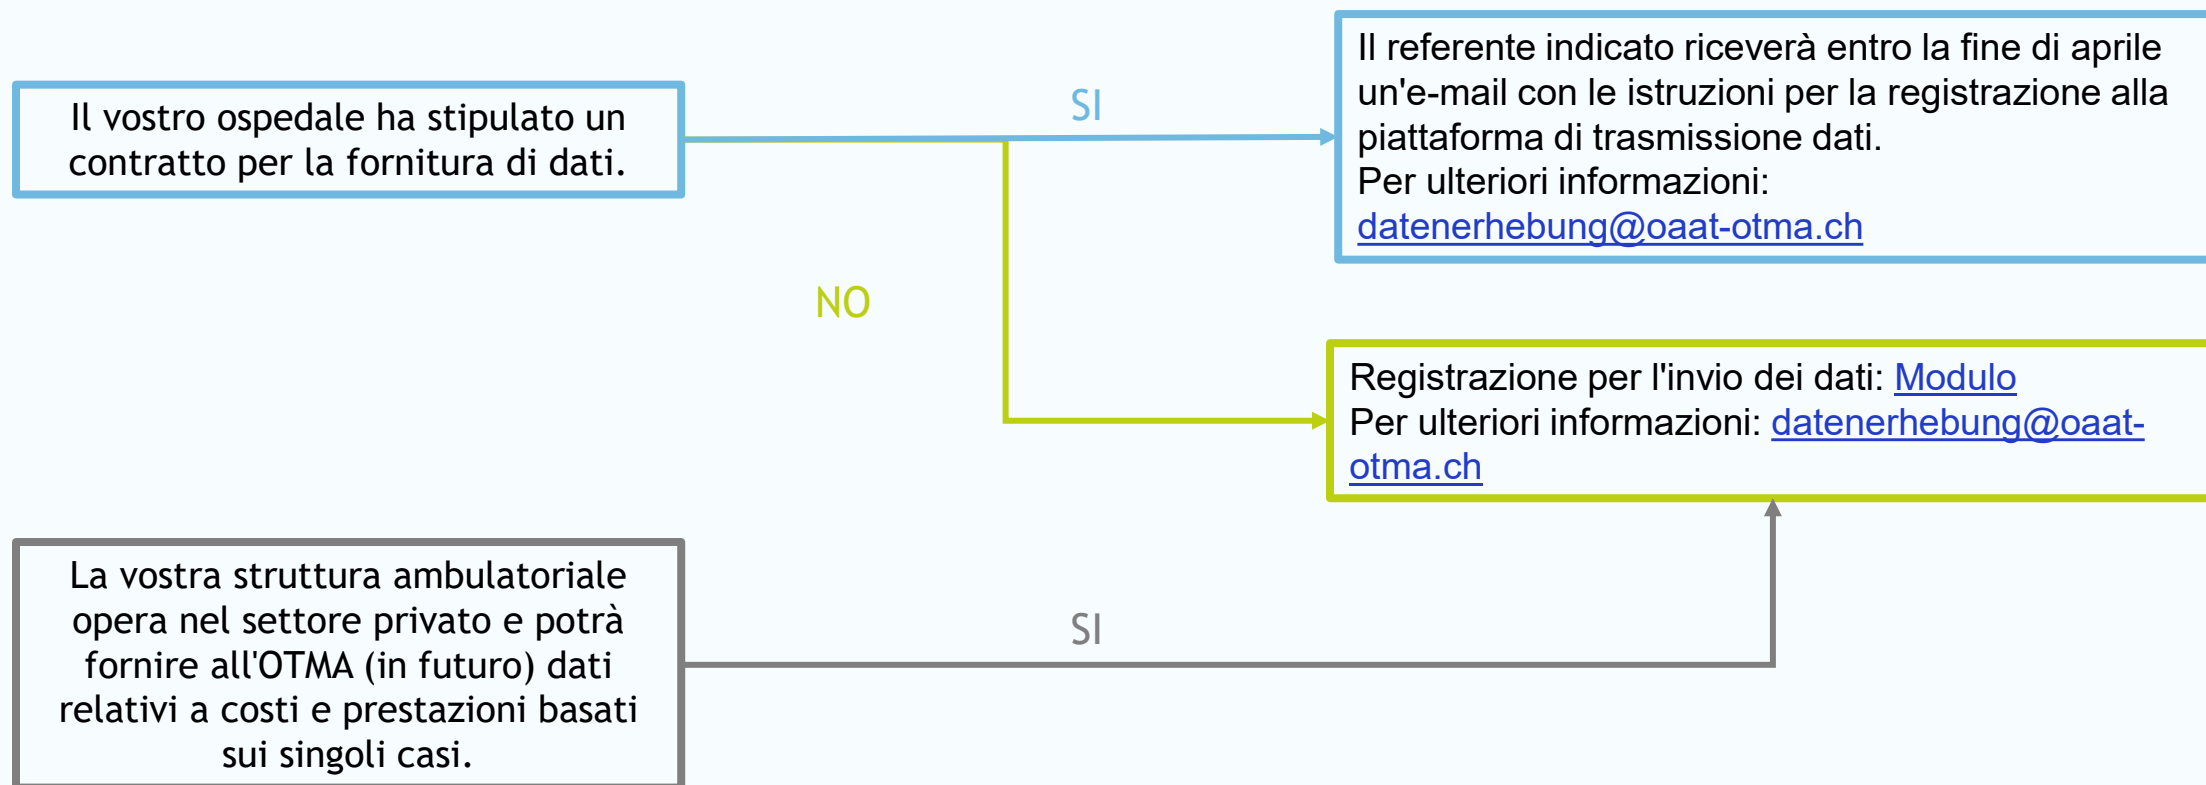 Il vostro ospedale ha stipulato un
contratto per la fornitura di dati.
SI
Il referente indicato riceverà entro la fine di aprile
un'e-mail con le istruzioni per la registrazione alla
piattaforma di trasmissione dati.
Per ulteriori informazioni:
datenerhebung@oaat-otma.ch
NO
Registrazione per l'invio dei dati: Modulo
Per ulteriori informazioni: datenerhebung@oaat-
otma.ch
La vostra struttura ambulatoriale
opera nel settore privato e potrà
fornire all'OTMA (in futuro) dati
relativi a costi e prestazioni basati
sui singoli casi.
SI